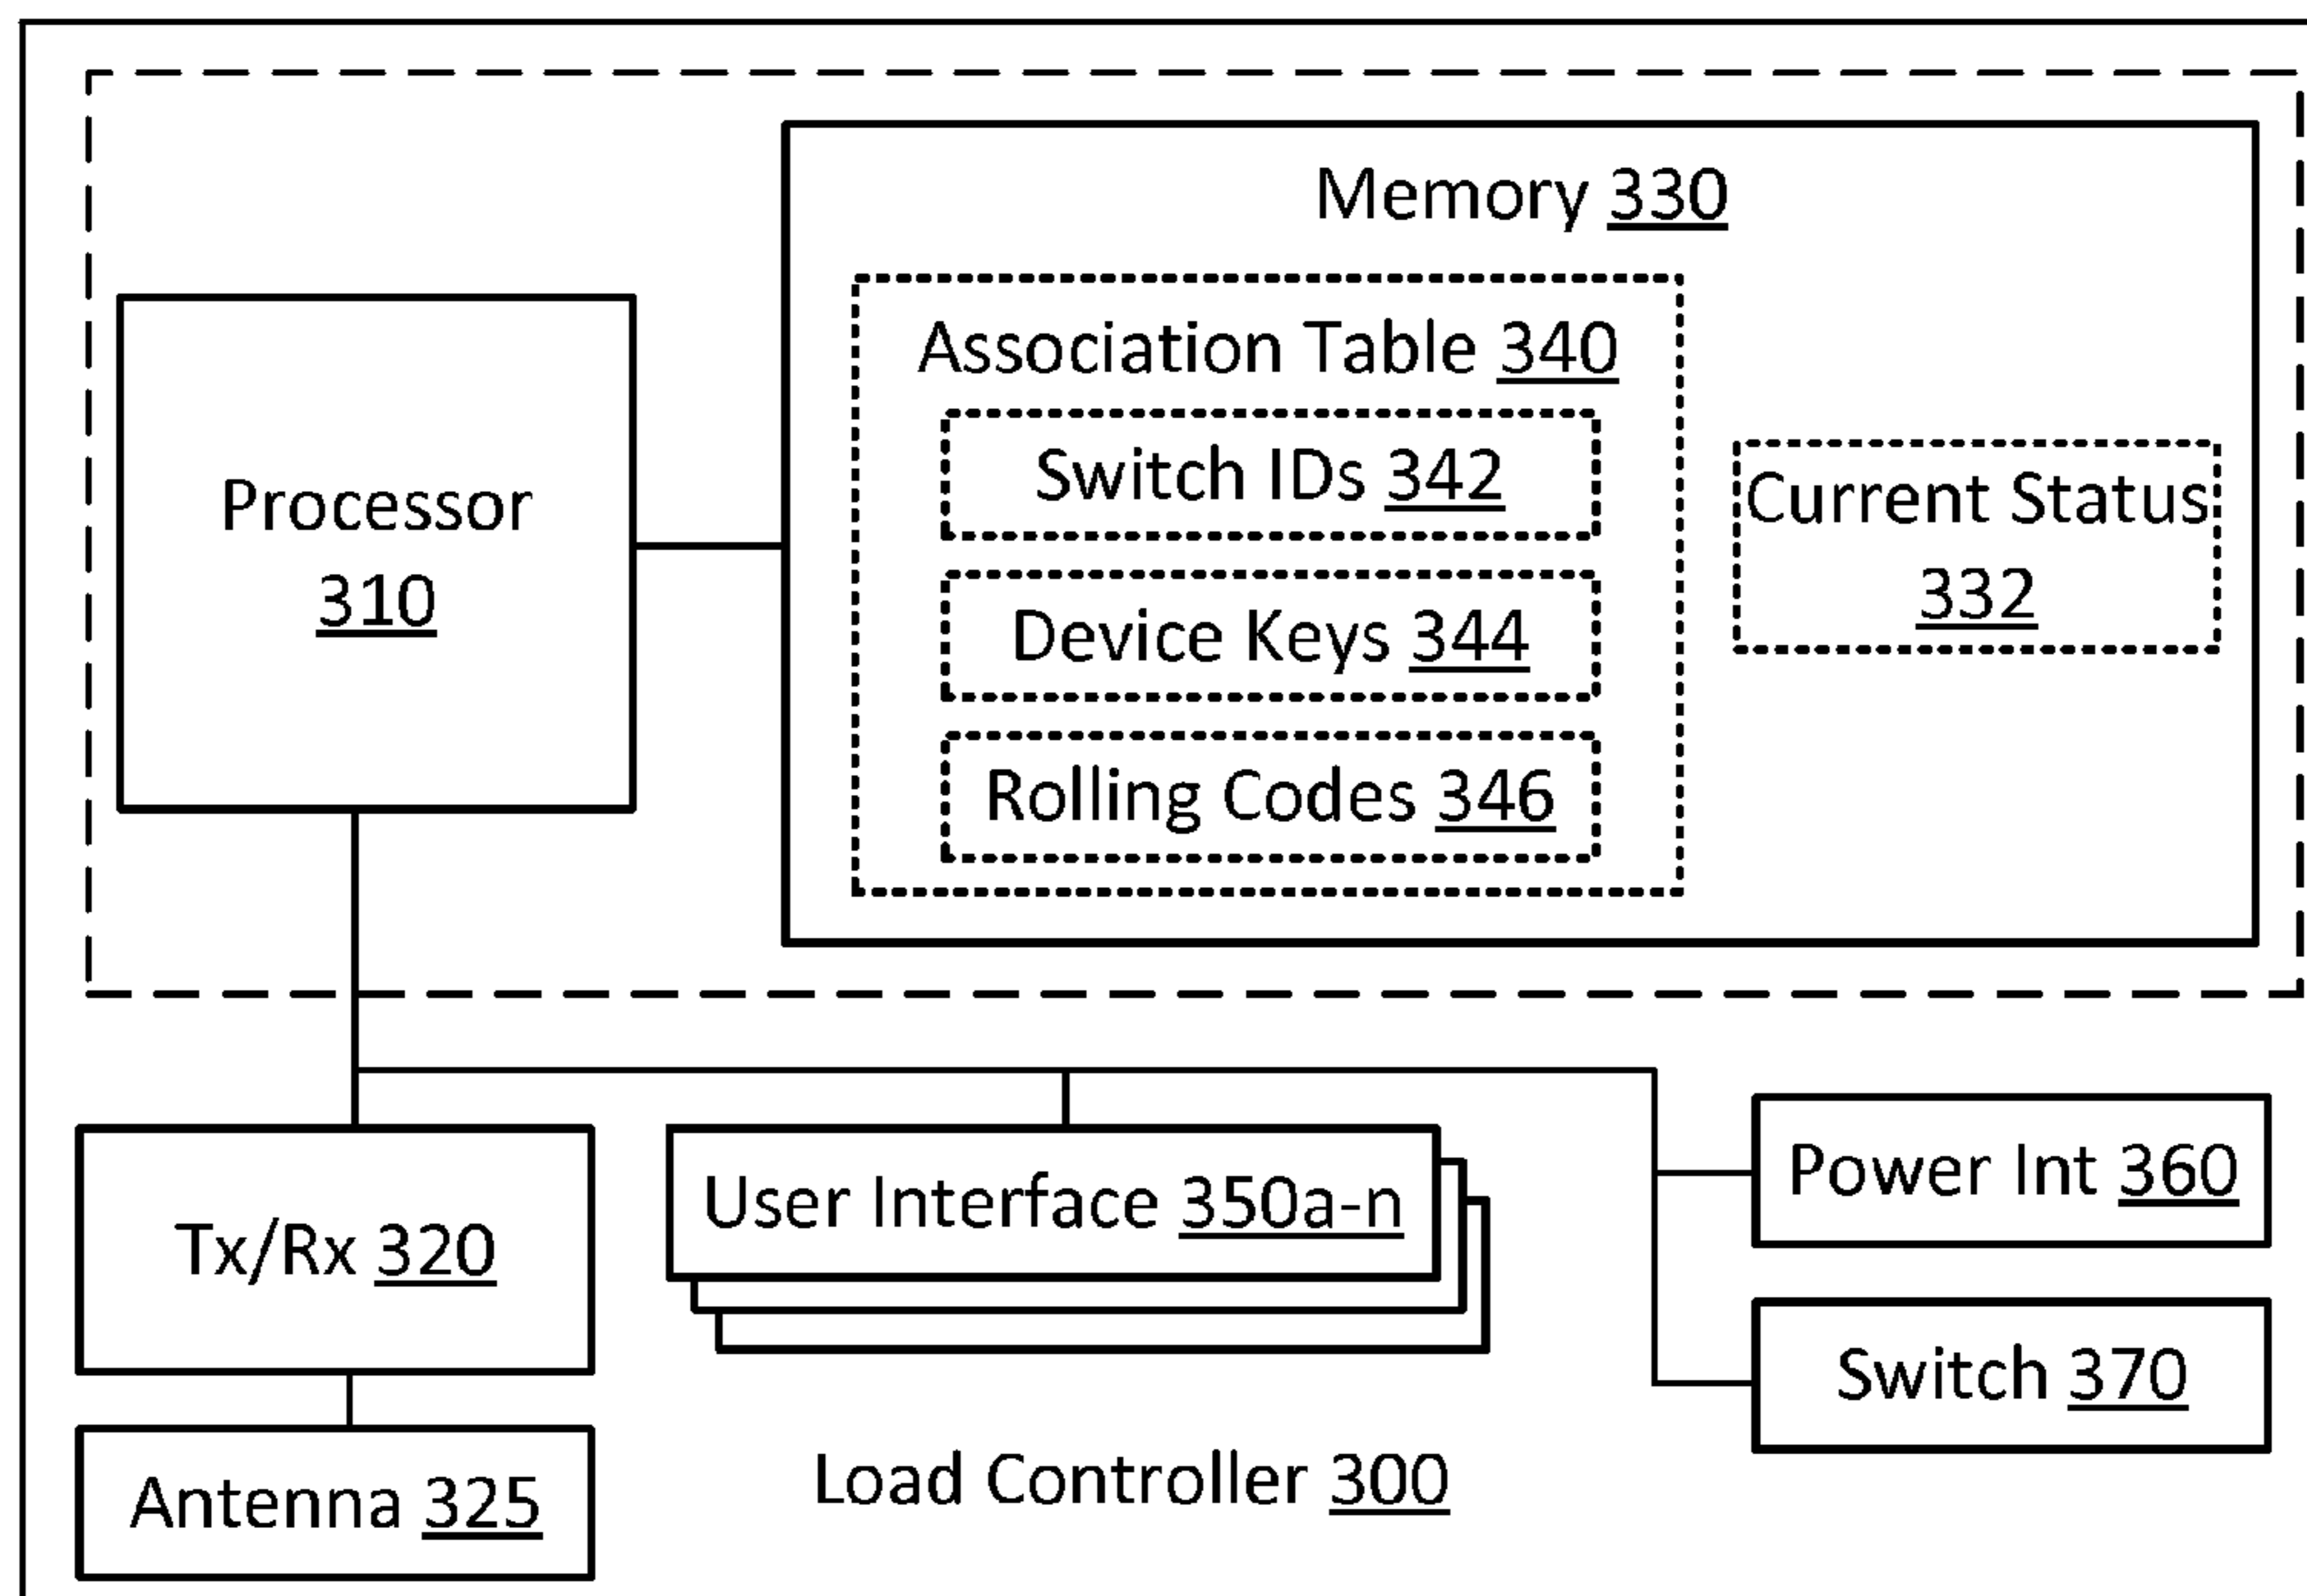 Memory 330
Association Table 340
Switch IDs 342
Device Keys 344
Rolling Codes 346
Current Status
332
Processor
310
Tx/Rx 320
User Interface 350a-n
Power Int 360
Switch 370
Antenna 325
Load Controller 300